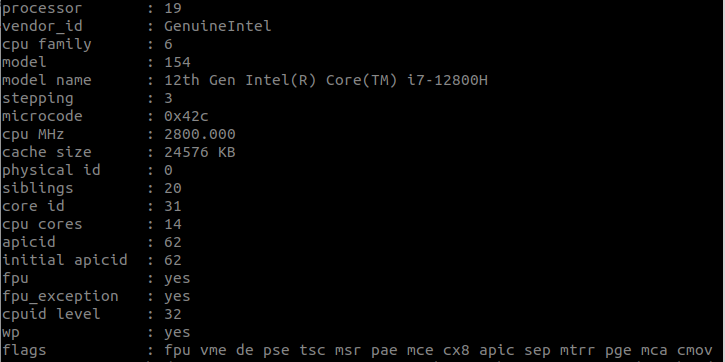 processor : 19
vendor_id : GenuineIntel
cpu family : 6
model : 154
model name : 12th Gen Intel(R) Core(TM) i7-12800H
stepping : 3
microcode : 0x42c
cpu MHz : 2800.000
cache size : 24576 KB
physical id : 0
siblings : 20
core id : 31
cpu cores : 14
apicid : 62
initial apicid : 62
fpu : yes
fpu_exception : yes
cpuid level : 32
wp : yes
flags : fpu vme de pse tsc msr pae mce cx8 apic sep mtrr pge mca cmov